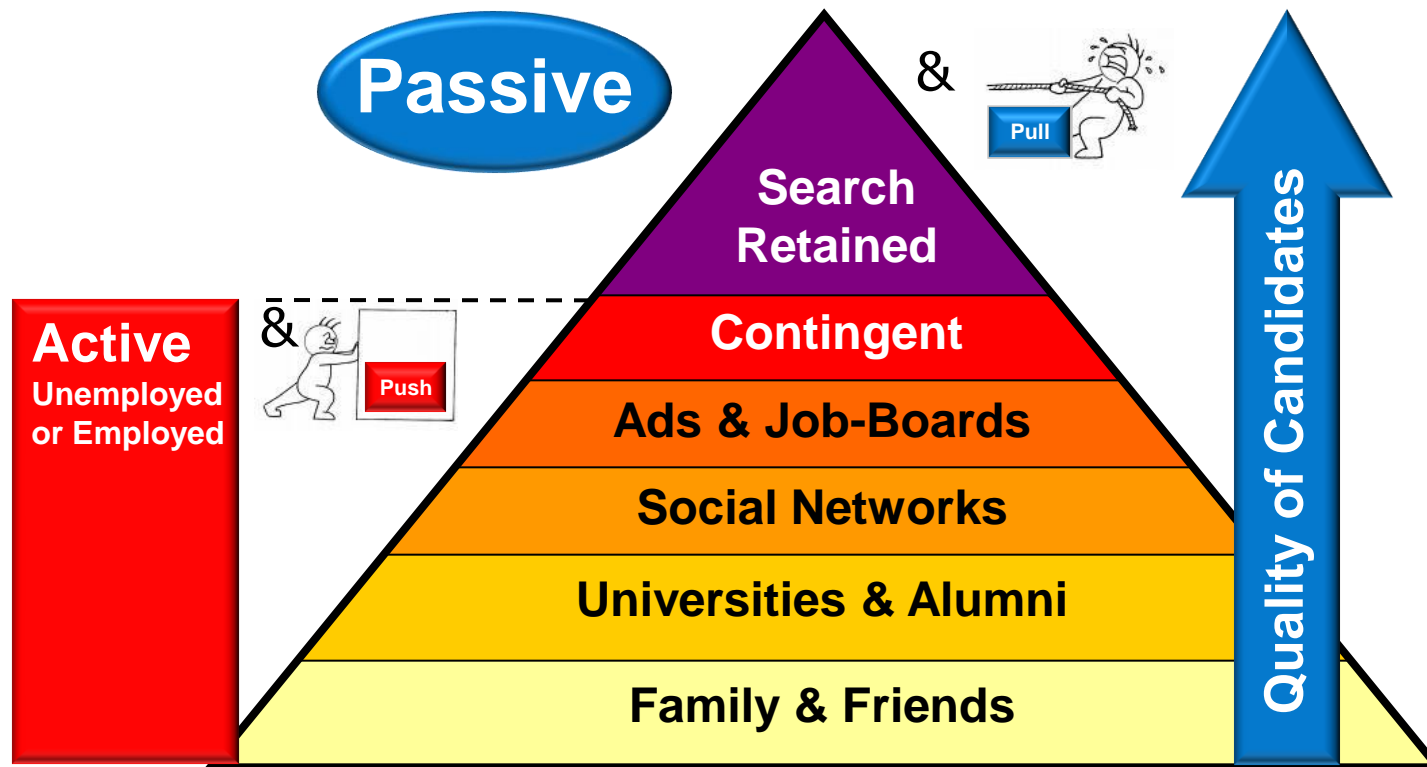 Passive
&
Pull
Search
Retained
Active
Unemployed
or Employed
&
Push
Contingent
Ads & Job-Boards
Social Networks
Universities & Alumni
Family & Friends
Quality of Candidates